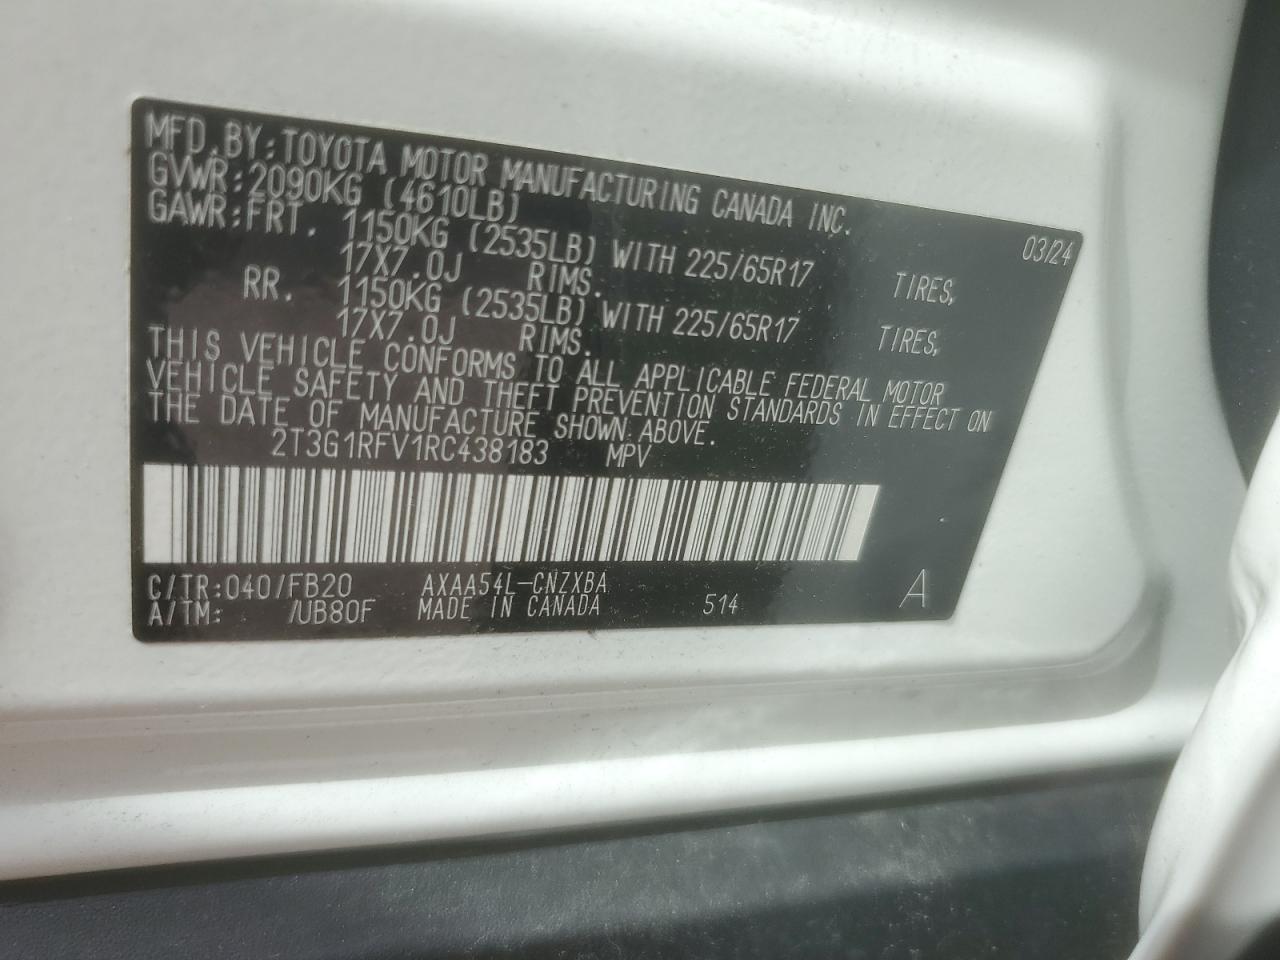 MFD.BY:TOYOTA MOTOR MANUFACTURING CANADA INC.
GVWR:2090KG (4610LB) 03/24
GAWR:FRT. 1150KG (2535LB) WITH 225/65R17 TIRES,
17X7.0J RIMS.
RR. 1150KG (2535LB) WITH 225/65R17 TIRES,
17X7.0J RIMS.
THIS VEHICLE CONFORMS TO ALL APPLICABLE FEDERAL MOTOR
VEHICLE SAFETY AND THEFT PREVENTION STANDARDS IN EFFECT ON
THE DATE OF MANUFACTURE SHOWN ABOVE.
2T3G1RFV1RC438183 MPV
C/TR:040/FB20 AXAA54L-CNZXBA
A/TM: /UB80F MADE IN CANADA 514 A